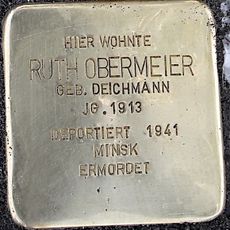 HIER WOHNTE
RUTH OBERMEIER
GEB. DEICHMANN
JG. 1913
DEPORTIERT 1941
MINSK
ERMORDET